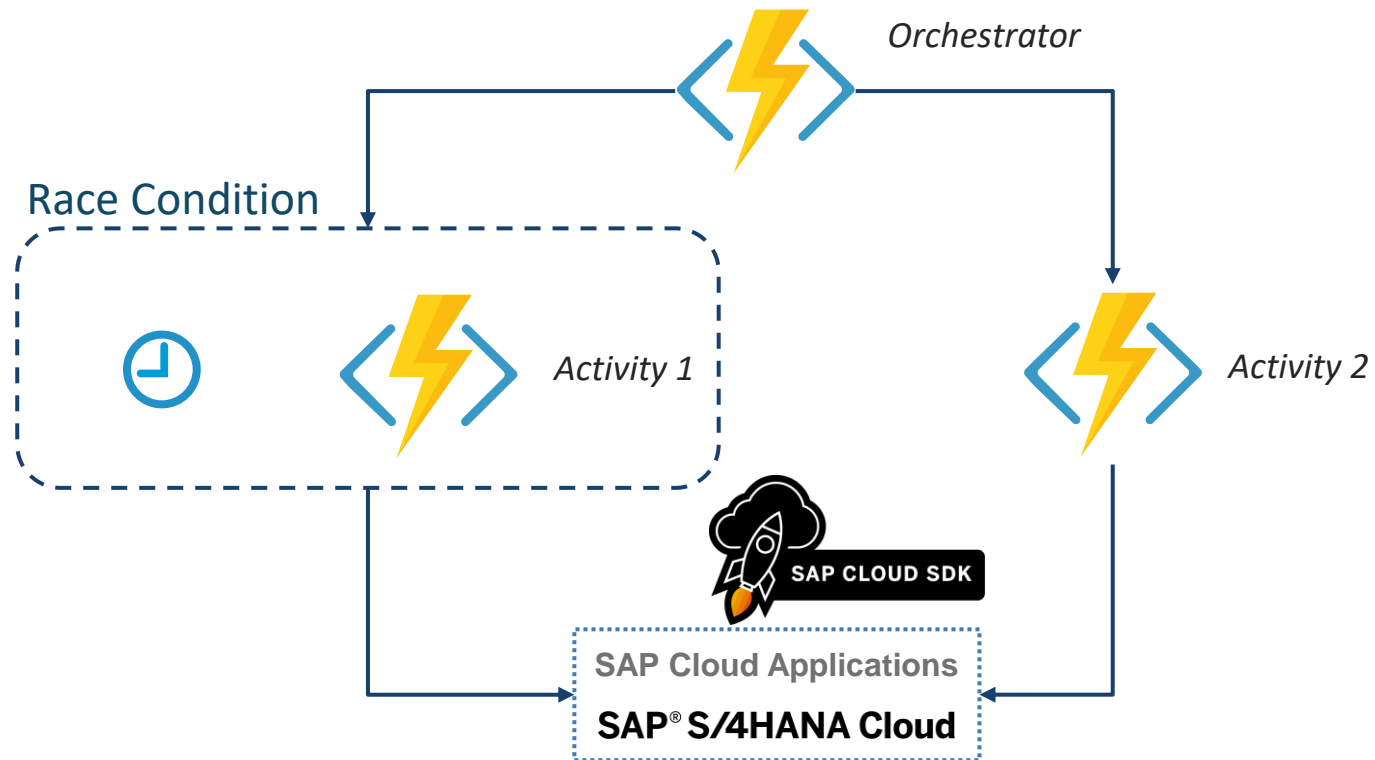 Orchestrator
Race Condition
Activity 1
Activity 2
SAP CLOUD SDK
SAP Cloud Applications
SAP® S/4HANA Cloud